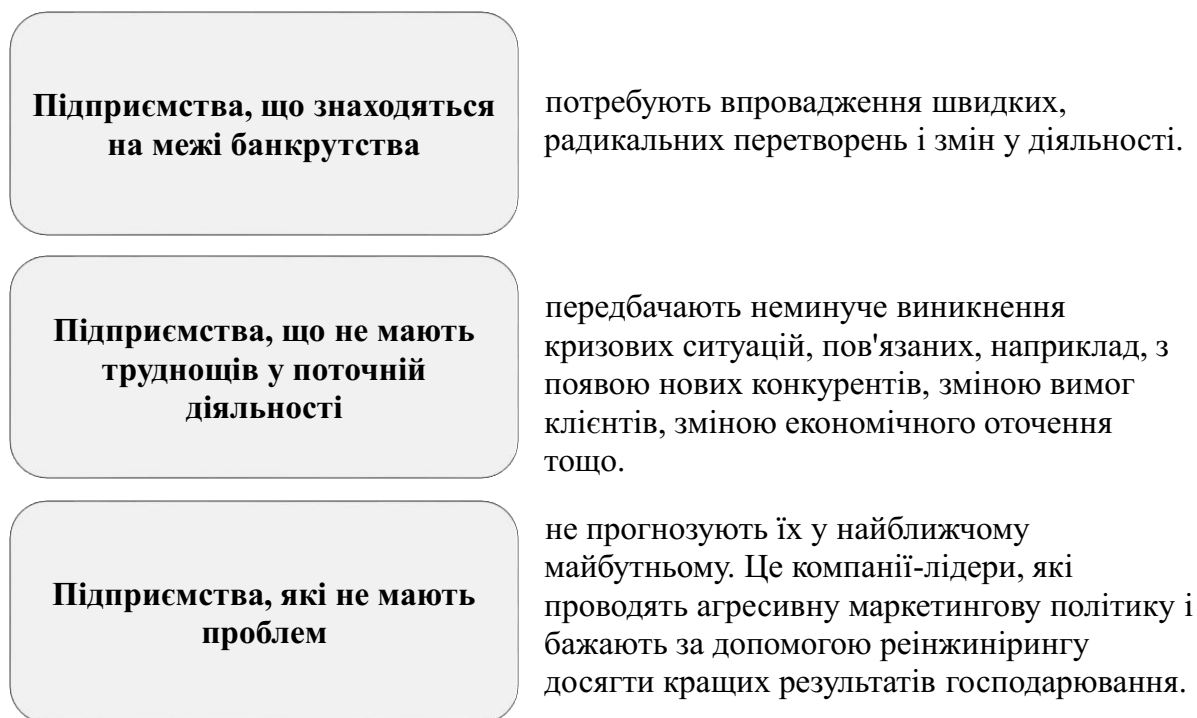 Підприємства, що знаходяться
на межі банкрутства
потребують впровадження швидких,
радикальних перетворень і змін у діяльності.
Підприємства, що не мають
труднощів у поточній
діяльності
передбачають неминуче виникнення
кризових ситуацій, пов'язаних, наприклад, з
появою нових конкурентів, зміною вимог
клієнтів, зміною економічного оточення
тощо.
Підприємства, які не мають
проблем
не прогнозують їх у найближчому
майбутньому. Це компанії-лідери, які
проводять агресивну маркетингову політику і
бажають за допомогою реінжинірингу
досягти кращих результатів господарювання.